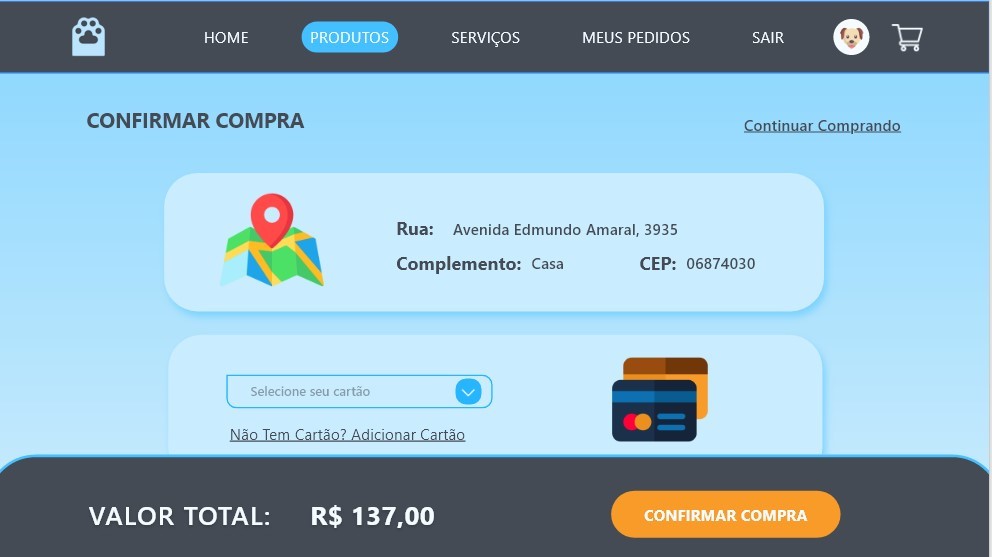 HOME PRODUTOS SERVIÇOS MEUS PEDIDOS SAIR
CONFIRMAR COMPRA
Continuar Comprando
Rua: Avenida Edmundo Amaral, 3935
Complemento: Casa CEP: 06874030
Selecione seu cartão
Não Tem Cartão? Adicionar Cartão
VALOR TOTAL: R$ 137,00 CONFIRMAR COMPRA